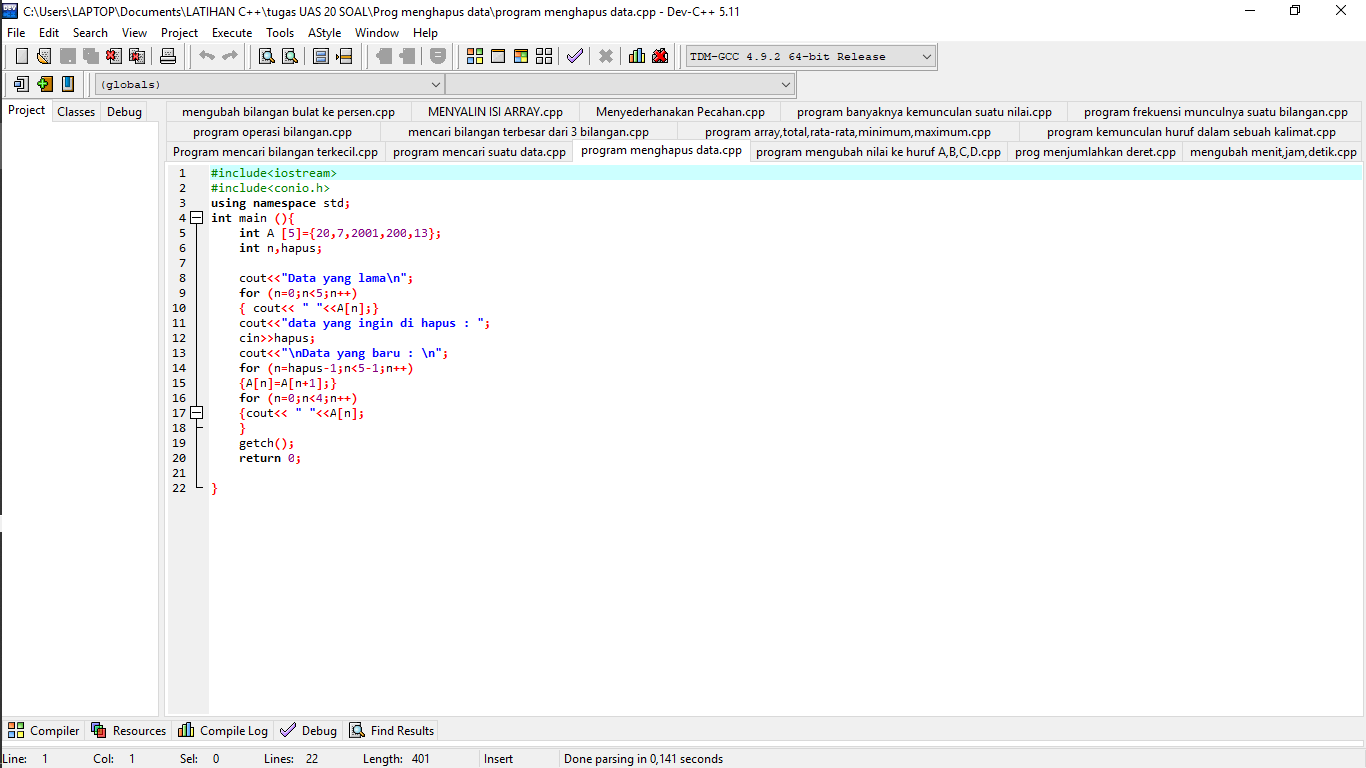 C:\Users\LAPTOP\Documents\LATIHAN C++\tugas UAS 20 SOAL\Prog menghapus data\program menghapus data.cpp - Dev-C++ 5.11
File Edit Search View Project Execute Tools AStyle Window Help
TDM-GCC 4.9.2 64-bit Release
(globals)
Project Classes Debug
mengubah bilangan bulat ke persen.cpp MENYALIN ISI ARRAY.cpp Menyederhanakan Pecahan.cpp program banyaknya kemunculan suatu nilai.cpp program frekuensi munculnya suatu bilangan.cpp
program operasi bilangan.cpp mencari bilangan terbesar dari 3 bilangan.cpp program array,total,rata-rata,minimum,maximum.cpp program kemunculan huruf dalam sebuah kalimat.cpp
Program mencari bilangan terkecil.cpp program mencari suatu data.cpp program menghapus data.cpp program mengubah nilai ke huruf A,B,C,D.cpp prog menjumlahkan deret.cpp mengubah menit,jam,detik.cpp
1 #include<iostream>
2 #include<conio.h>
3 using namespace std;
4 int main (){
5 int A [5]={20,7,2001,200,13};
6 int n,hapus;
7
8 cout<<"Data yang lama\n";
9 for (n=0;n<5;n++)
10 { cout<< " "<<A[n];}
11 cout<<"data yang ingin di hapus : ";
12 cin>>hapus;
13 cout<<"\nData yang baru : \n";
14 for (n=hapus-1;n<5-1;n++)
15 {A[n]=A[n+1];}
16 for (n=0;n<4;n++)
17 {cout<< " "<<A[n];
18 }
19 getch();
20 return 0;
21
22 }
Compiler Resources Compile Log Debug Find Results
Line: 1 Col: 1 Sel: 0 Lines: 22 Length: 401 Insert Done parsing in 0,141 seconds